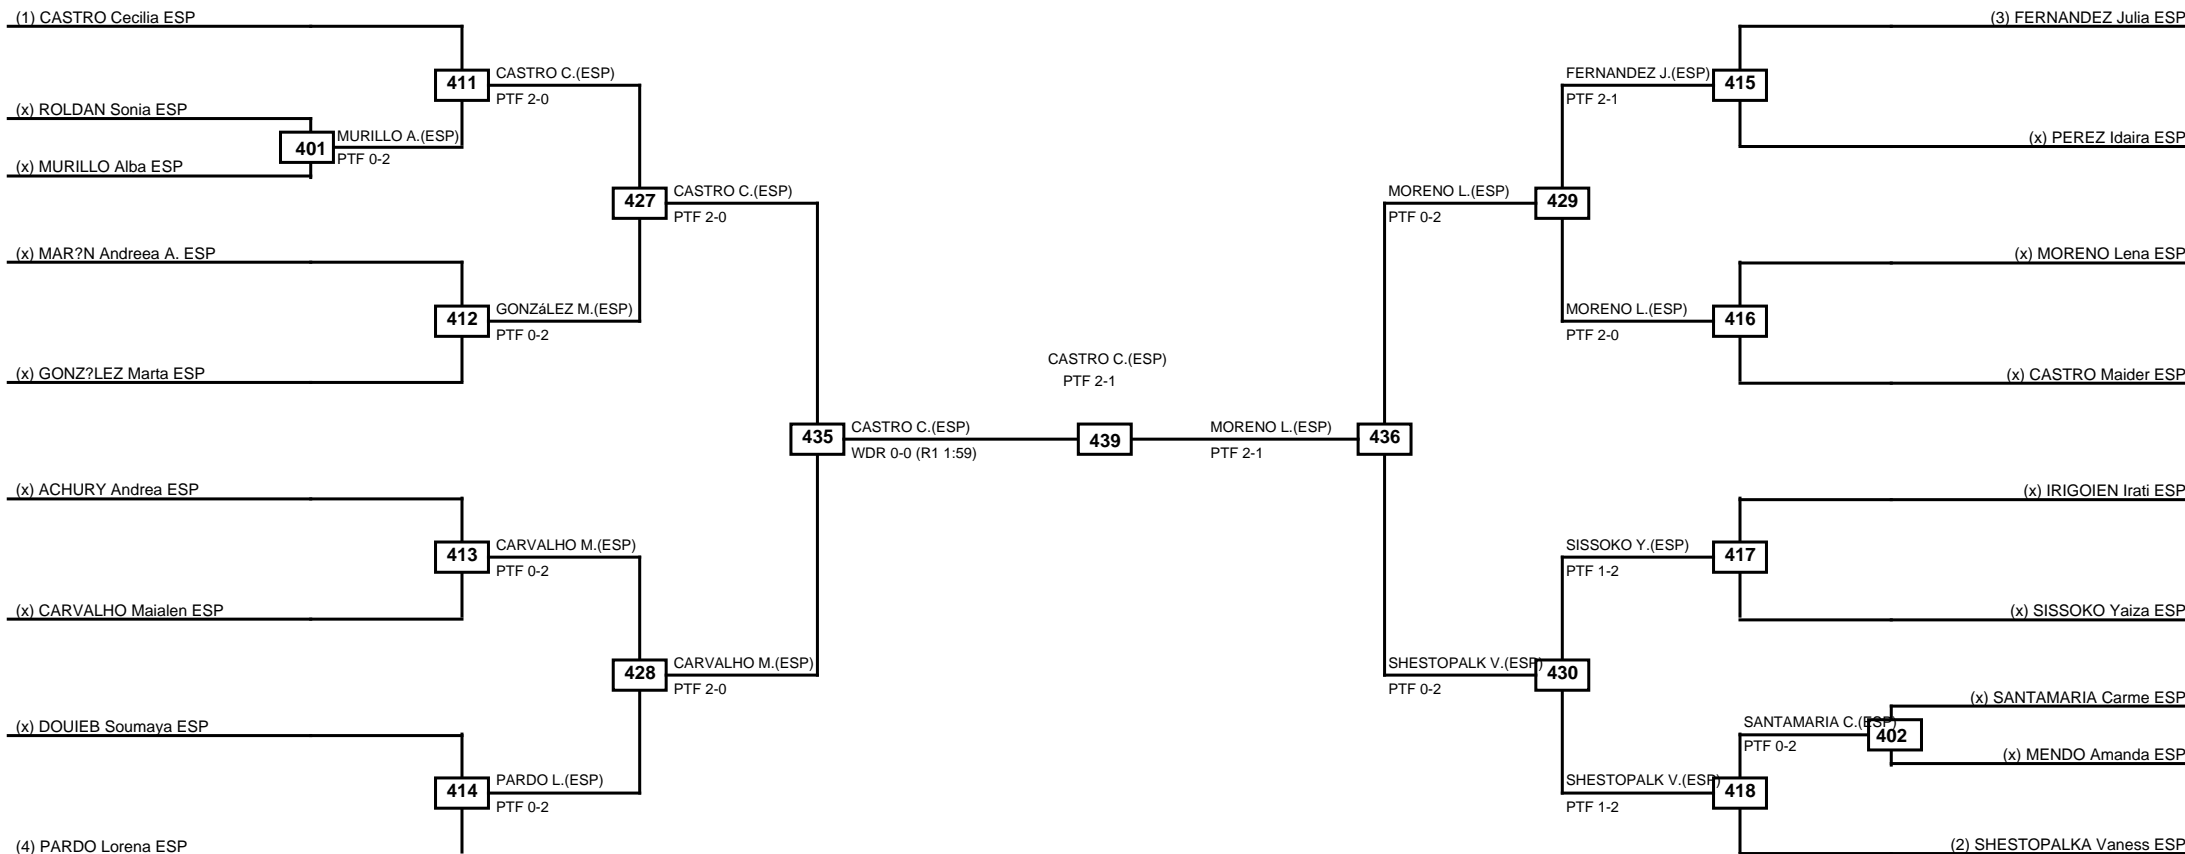 (1) CASTRO Cecilia ESP
(3) FERNANDEZ Julia ESP
411
CASTRO C.(ESP)
PTF 2-0
FERNANDEZ J.(ESP)
PTF 2-1
415
(x) ROLDAN Sonia ESP
401
MURILLO A.(ESP)
PTF 0-2
(x) PEREZ Idaira ESP
(x) MURILLO Alba ESP
427
CASTRO C.(ESP)
PTF 2-0
MORENO L.(ESP)
PTF 0-2
429
(x) MAR?N Andreea A. ESP
(x) MORENO Lena ESP
412
GONZáLEZ M.(ESP)
PTF 0-2
MORENO L.(ESP)
PTF 2-0
416
(x) GONZ?LEZ Marta ESP
CASTRO C.(ESP)
PTF 2-1
(x) CASTRO Maider ESP
435
CASTRO C.(ESP)
WDR 0-0 (R1 1:59)
439
MORENO L.(ESP)
PTF 2-1
436
(x) ACHURY Andrea ESP
(x) IRIGOIEN Irati ESP
413
CARVALHO M.(ESP)
PTF 0-2
SISSOKO Y.(ESP)
PTF 1-2
417
(x) CARVALHO Maialen ESP
(x) SISSOKO Yaiza ESP
428
CARVALHO M.(ESP)
PTF 2-0
SHESTOPALK V.(ESP)
PTF 0-2
430
(x) SANTAMARIA Carme ESP
(x) DOUIEB Soumaya ESP
SANTAMARIA C.(ESP)
PTF 0-2
402
(x) MENDO Amanda ESP
414
PARDO L.(ESP)
PTF 0-2
SHESTOPALK V.(ESP)
PTF 1-2
418
(4) PARDO Lorena ESP
(2) SHESTOPALKA Vaness ESP